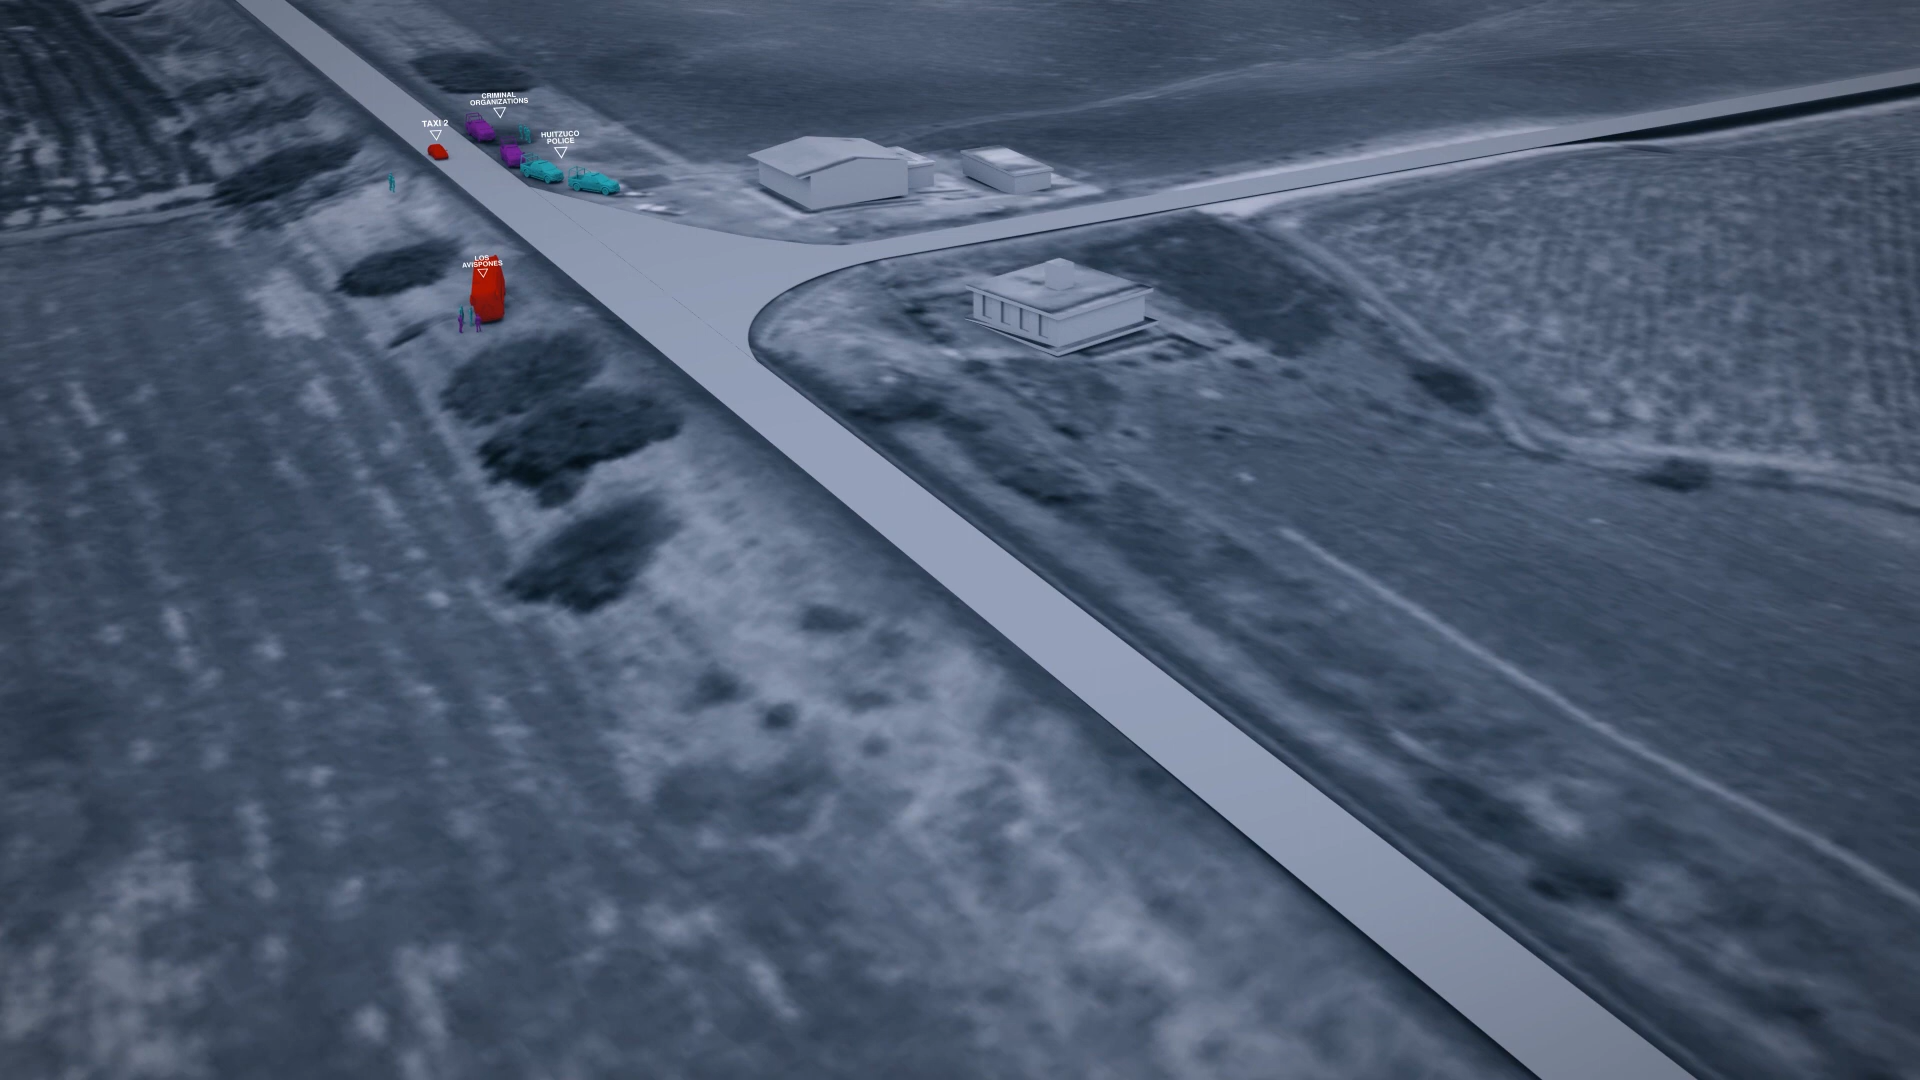 CRIMINAL
ORGANIZATIONS
TAXI 2
HUITZUCO
POLICE
LOS
AVISPONES